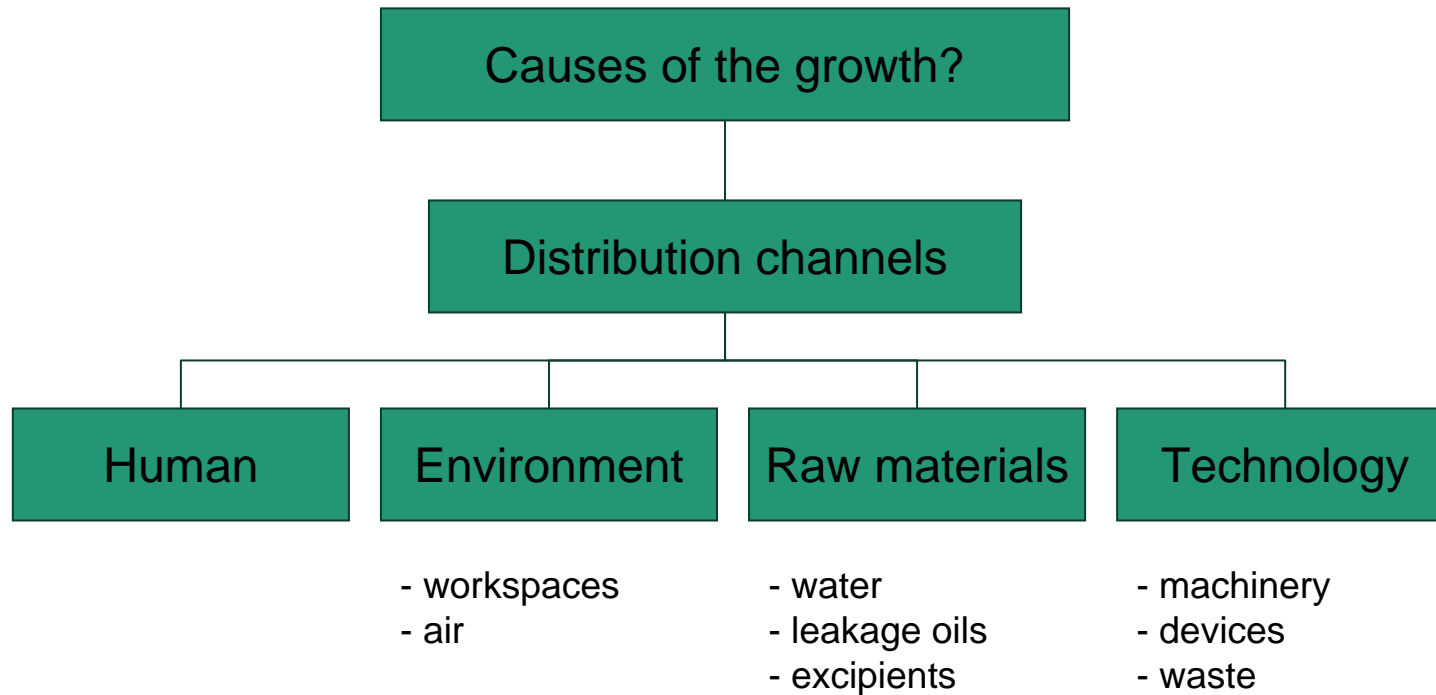 Causes of the growth?
Distribution channels
Human
Environment
Raw materials
Technology
- workspaces
- air
- water
- leakage oils
- excipients
- machinery
- devices
- waste